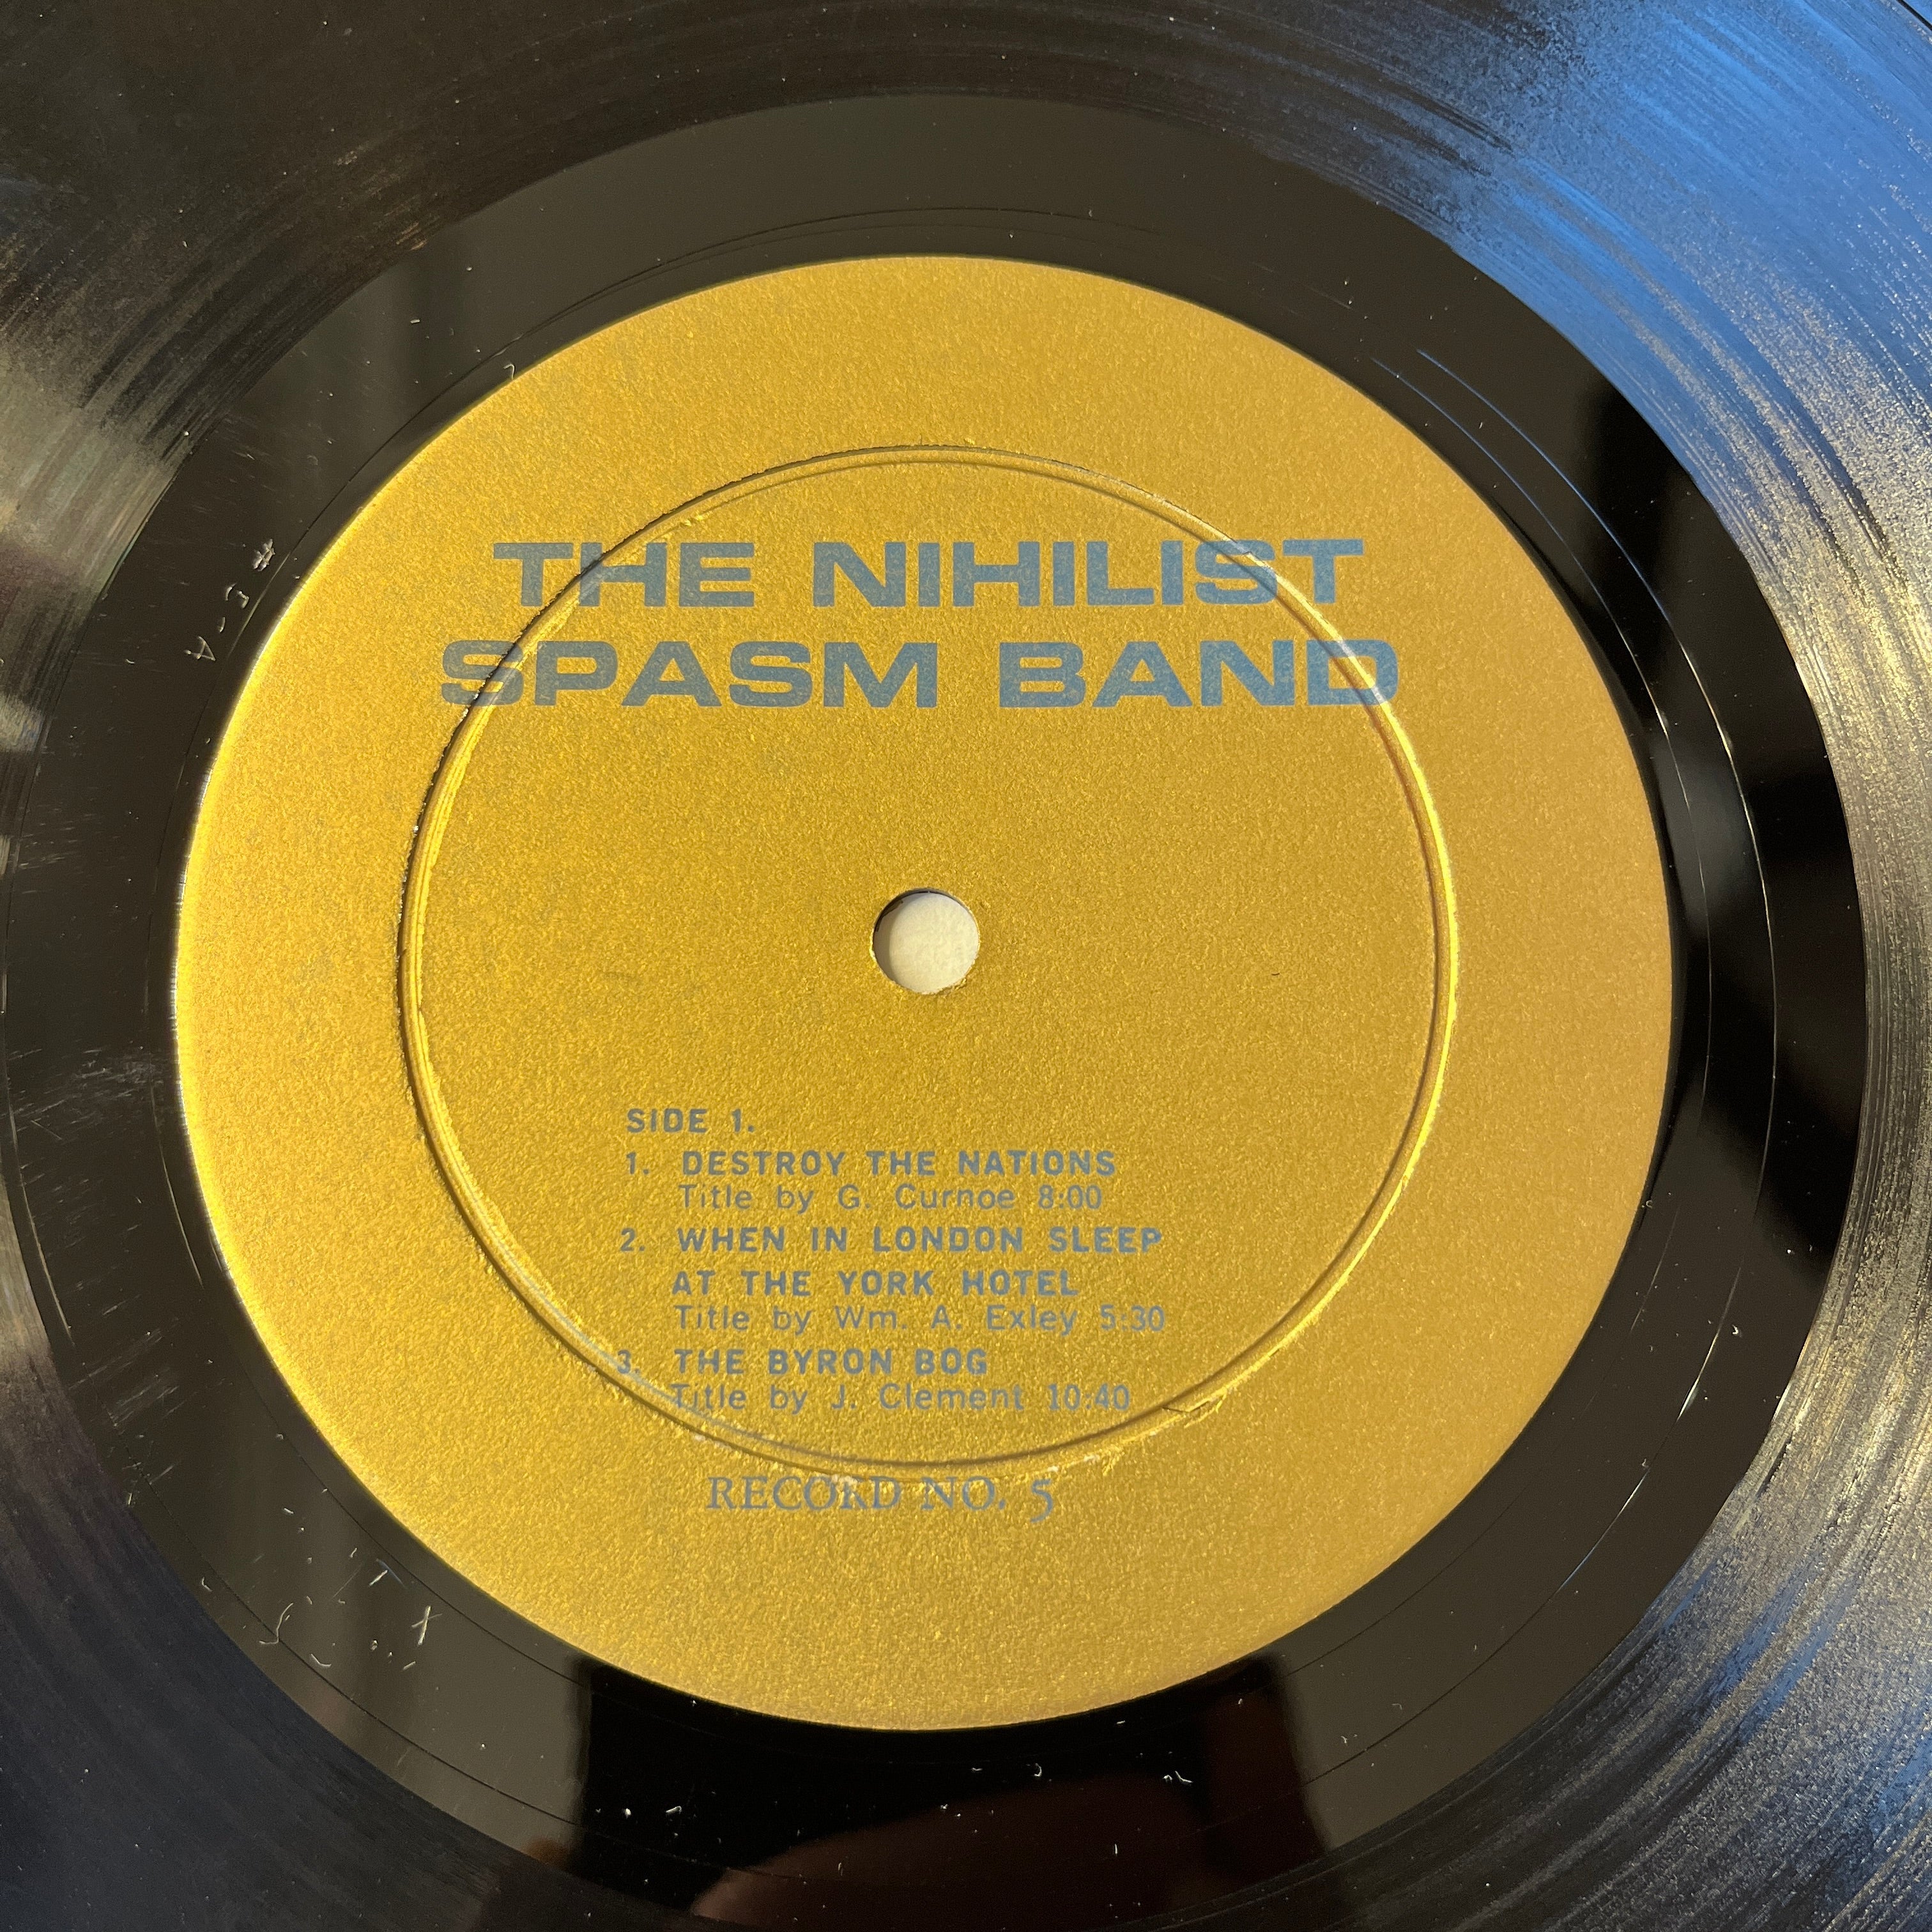 THE NIHILIST
SPASM BAND
SIDE 1.
1. DESTROY THE NATIONS
Title by G. Curnoe 8:00
2. WHEN IN LONDON SLEEP
AT THE YORK HOTEL
Title by Wm. A. Exley 5:30
3. THE BYRON BOG
Title by J. Clement 10:40
RECORD NO. 5
# 5-A